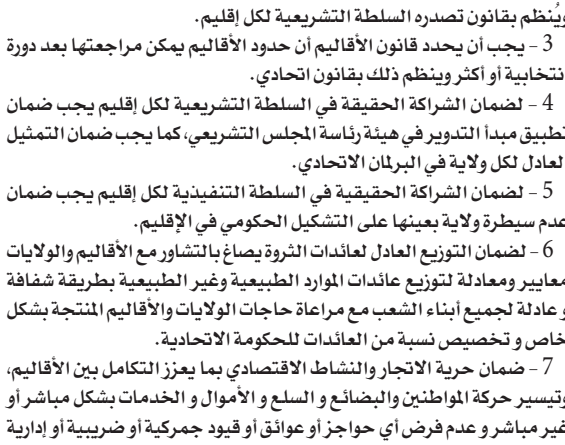 ويُنظم بقانون تصدره السلطة التشريعية لكل إقليم.
3 - يجب أن يحدد قانون الأقاليم أن حدود الأقاليم يمكن مراجعتها بعد دورة
انتخابية أو أكثر وينظم ذلك بقانون اتحادي.
4 - لضمان الشراكة الحقيقة في السلطة التشريعية لكل إقليم يجب ضمان
تطبيق مبدأ التدوير في هيئة رئاسة المجلس التشريعي، كما يجب ضمان التمثيل
العادل لكل ولاية في البرلمان الاتحادي.
5 - لضمان الشراكة الحقيقية في السلطة التنفيذية لكل إقليم يجب ضمان
عدم سيطرة ولاية بعينها على التشكيل الحكومي في الإقليم.
6 - لضمان التوزيع العادل لعائدات الثروة يصاغ بالتشاور مع الأقاليم والولايات
معايير ومعادلة لتوزيع عائدات الموارد الطبيعية وغير الطبيعية بطريقة شفافة
و عادلة لجميع أبناء الشعب مع مراعاة حاجات الولايات والأقاليم المنتجة بشكل
خاص و تخصيص نسبة من العائدات للحكومة الاتحادية.
7 - ضمان حرية الاتجار والنشاط الاقتصادي بما يعزز التكامل بين الأقاليم،
وتيسير حركة المواطنين والبضائع و السلع و الأموال و الخدمات بشكل مباشر أو
غير مباشر و عدم فرض أي حواجز أو عوائق أو قيود جمركية أو ضريبية أو إدارية